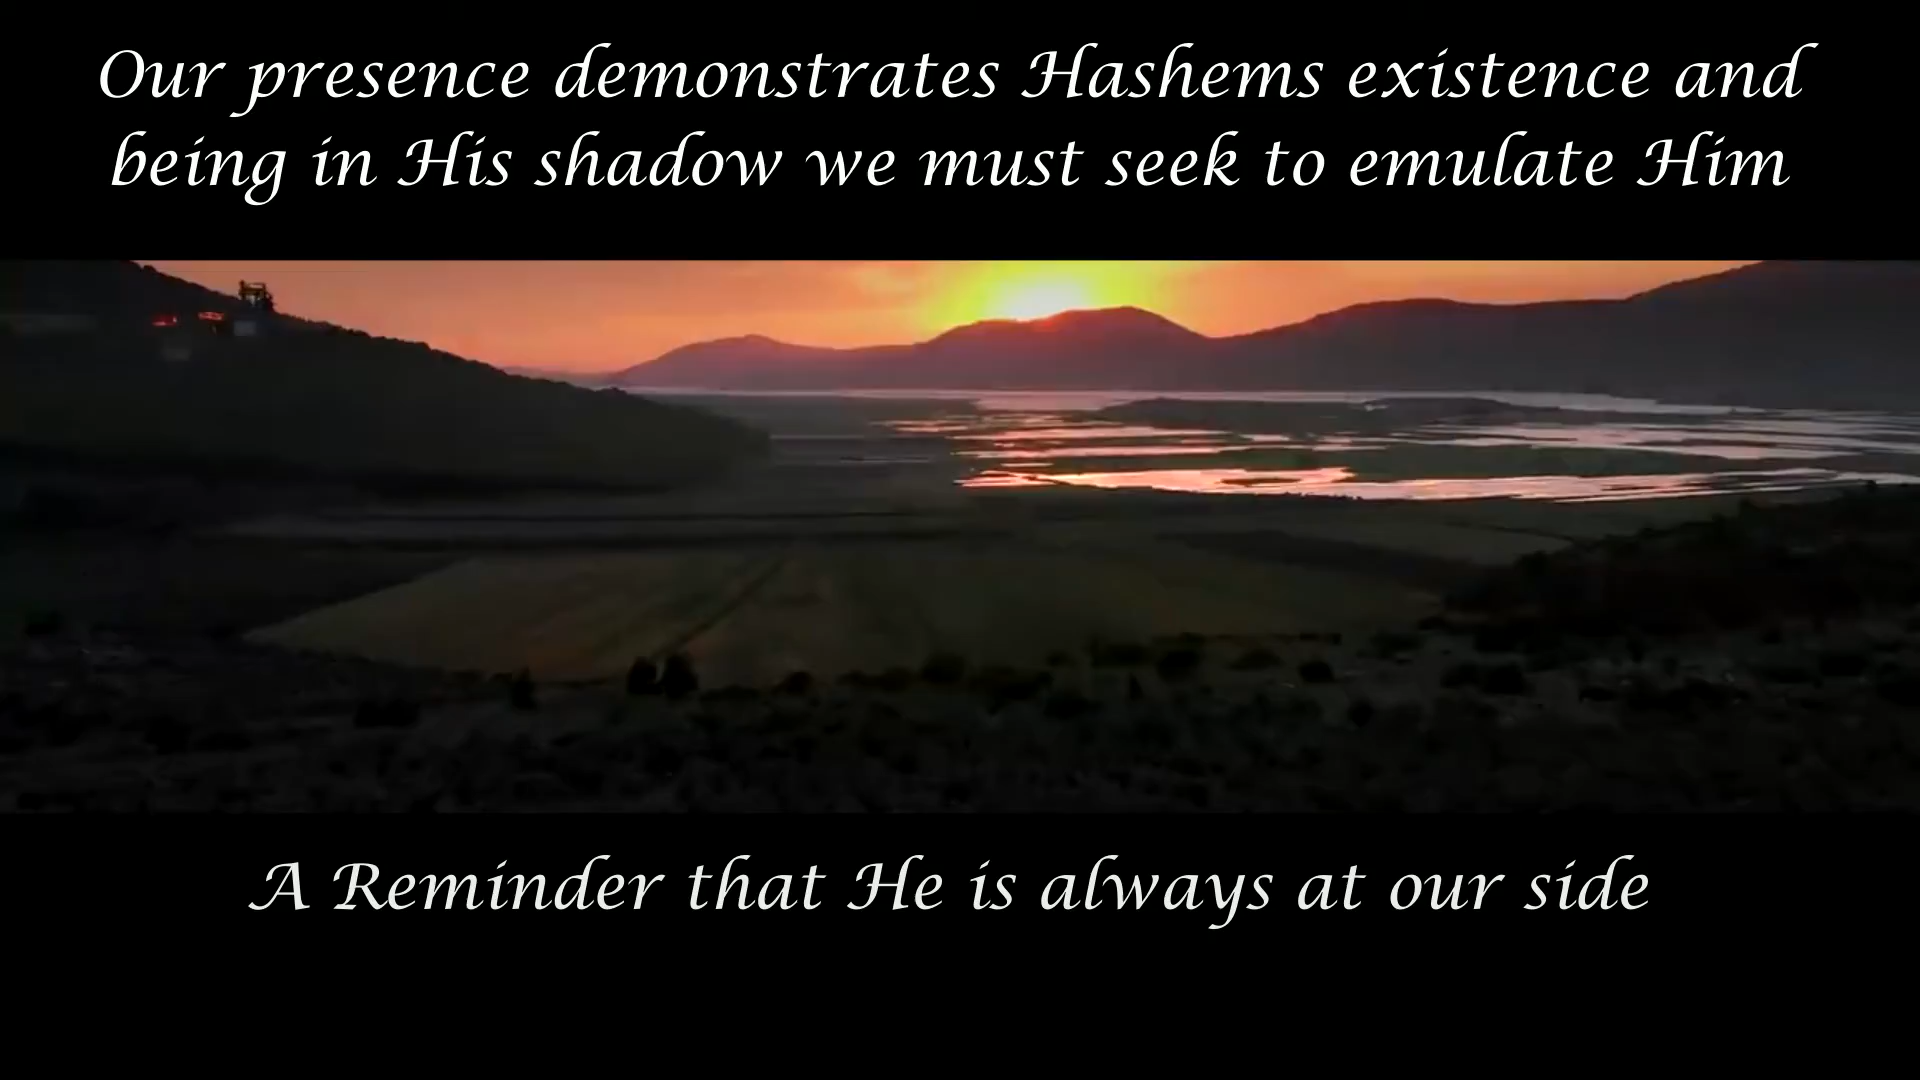 Our presence demonstrates Hashems existence and
being in His shadow we must seek to emulate Him
A Reminder that He is always at our side